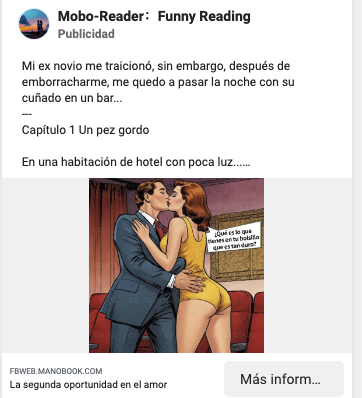 Mobo-Reader： Funny Reading
Publicidad
Mi ex novio me traicionó, sin embargo, después de
emborracharme, me quedo a pasar la noche con su
cuñado en un bar...
---
Capítulo 1 Un pez gordo
En una habitación de hotel con poca luz......
¿Qué es lo que
tienes en tu bolsillo
que es tan duro?
FBWEB.MANOBOOK.COM
La segunda oportunidad en el amor
Más inform...